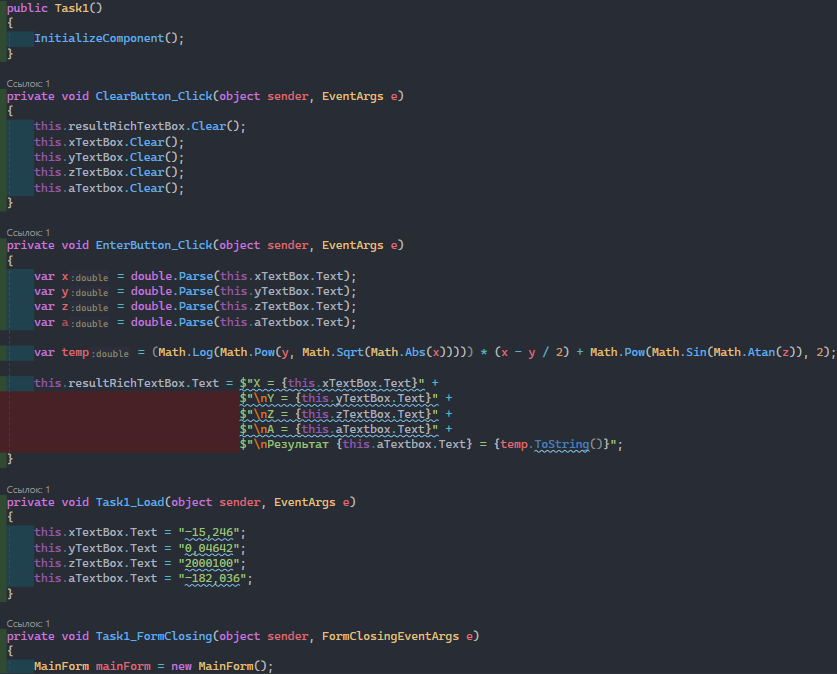 public Task1()
{
    InitializeComponent();
}
Ссылок: 1
private void ClearButton_Click(object sender, EventArgs e)
{
    this.resultRichTextBox.Clear();
    this.xTextBox.Clear();
    this.yTextBox.Clear();
    this.zTextBox.Clear();
    this.aTextbox.Clear();
}
Ссылок: 1
private void EnterButton_Click(object sender, EventArgs e)
{
    var x:double = double.Parse(this.xTextBox.Text);
    var y:double = double.Parse(this.yTextBox.Text);
    var z:double = double.Parse(this.zTextBox.Text);
    var a:double = double.Parse(this.aTextbox.Text);
    var temp:double = (Math.Log(Math.Pow(y, Math.Sqrt(Math.Abs(x))))) * (x - y / 2) + Math.Pow(Math.Sin(Math.Atan(z)), 2);
    this.resultRichTextBox.Text = $"X = {this.xTextBox.Text}" +
                                  $"\nY = {this.yTextBox.Text}" +
                                  $"\nZ = {this.zTextBox.Text}" +
                                  $"\nA = {this.aTextbox.Text}" +
                                  $"\nРезультат {this.aTextbox.Text} = {temp.ToString()}";
}
Ссылок: 1
private void Task1_Load(object sender, EventArgs e)
{
    this.xTextBox.Text = "-15,246";
    this.yTextBox.Text = "0,04642";
    this.zTextBox.Text = "2000100";
    this.aTextbox.Text = "-182,036";
}
Ссылок: 1
private void Task1_FormClosing(object sender, FormClosingEventArgs e)
{
    MainForm mainForm = new MainForm();